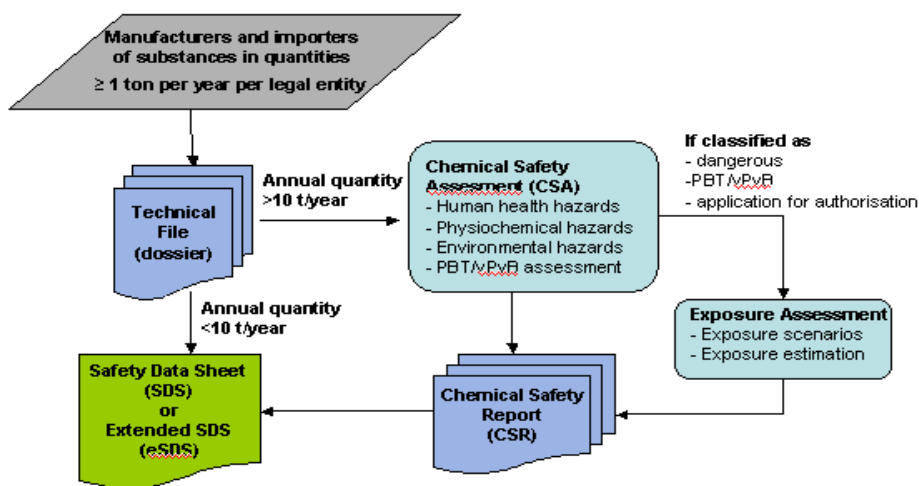 Manufacturers and importers
of substances in quantities
≥ 1 ton per year per legal entity
Technical
File
(dossier)
Annual quantity
>10 t/year
Chemical Safety
Assesment (CSA)
- Human health hazards
- Physiochemical hazards
- Environmental hazards
- PBT/vPvB assessment
If classified as
- dangerous
-PBT/vPvB
- application for authorisation
Annual quantity
<10 t/year
Exposure Assessment
- Exposure scenarios
- Exposure estimation
Safety Data Sheet
(SDS)
or
Extended SDS
(eSDS)
Chemical Safety
Report
(CSR)